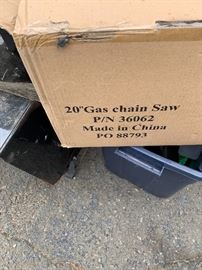 20"Gas chain Saw
P/N 36062
Made in China
PO 88793